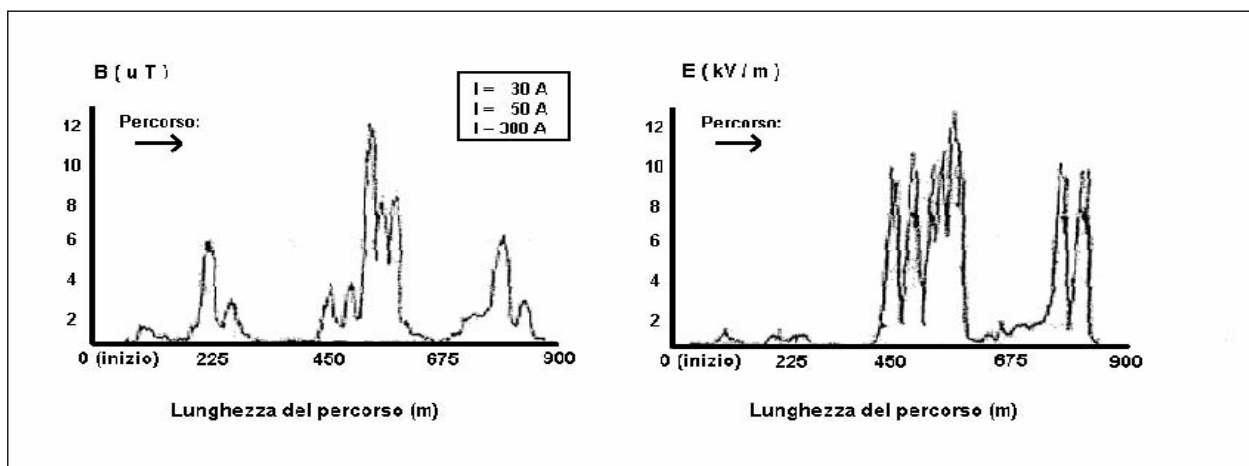 B ( u T )
I = 30 A
I = 50 A
I = 300 A
Percorso:
12
10
8
6
4
2
0 (inizio) 225 450 675 900
Lunghezza del percorso (m)
E ( kV / m )
Percorso:
12
10
8
6
4
2
0 (inizio) 225 450 675 900
Lunghezza del percorso (m)